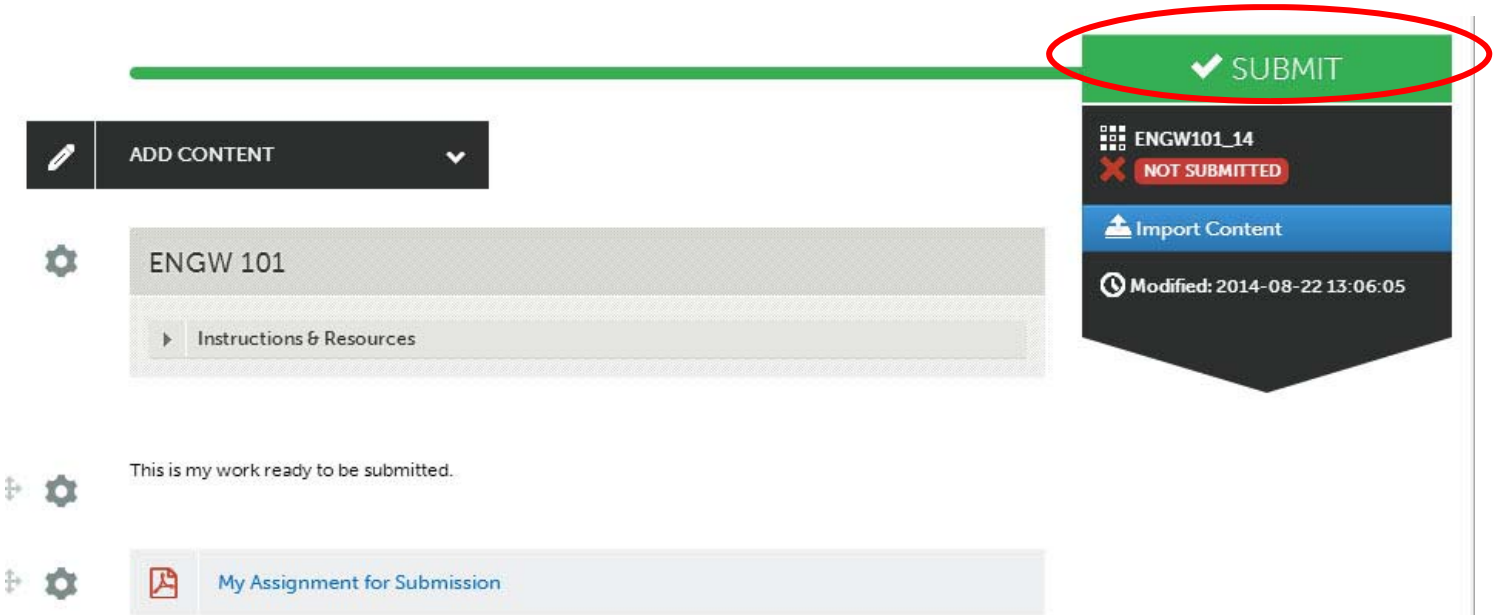 SUBMIT
ADD CONTENT
ENGW101_14
NOT SUBMITTED
Import Content
Modified: 2014-08-22 13:06:05
ENGW 101
Instructions & Resources
This is my work ready to be submitted.
My Assignment for Submission